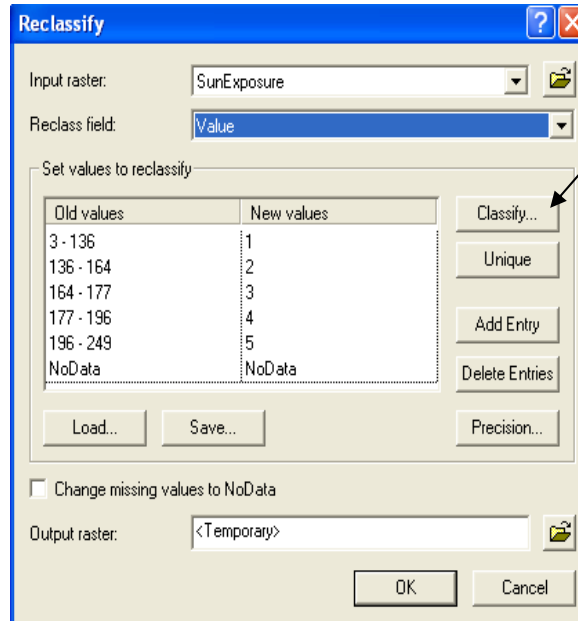 Reclassify
Input raster: SunExposure
Reclass field: Value
Set values to reclassify
Old values New values
3 - 136 1
136 - 164 2
164 - 177 3
177 - 196 4
196 - 249 5
NoData NoData
Classify...
Unique
Add Entry
Delete Entries
Load... Save... Precision...
Change missing values to NoData
Output raster: <Temporary>
OK Cancel